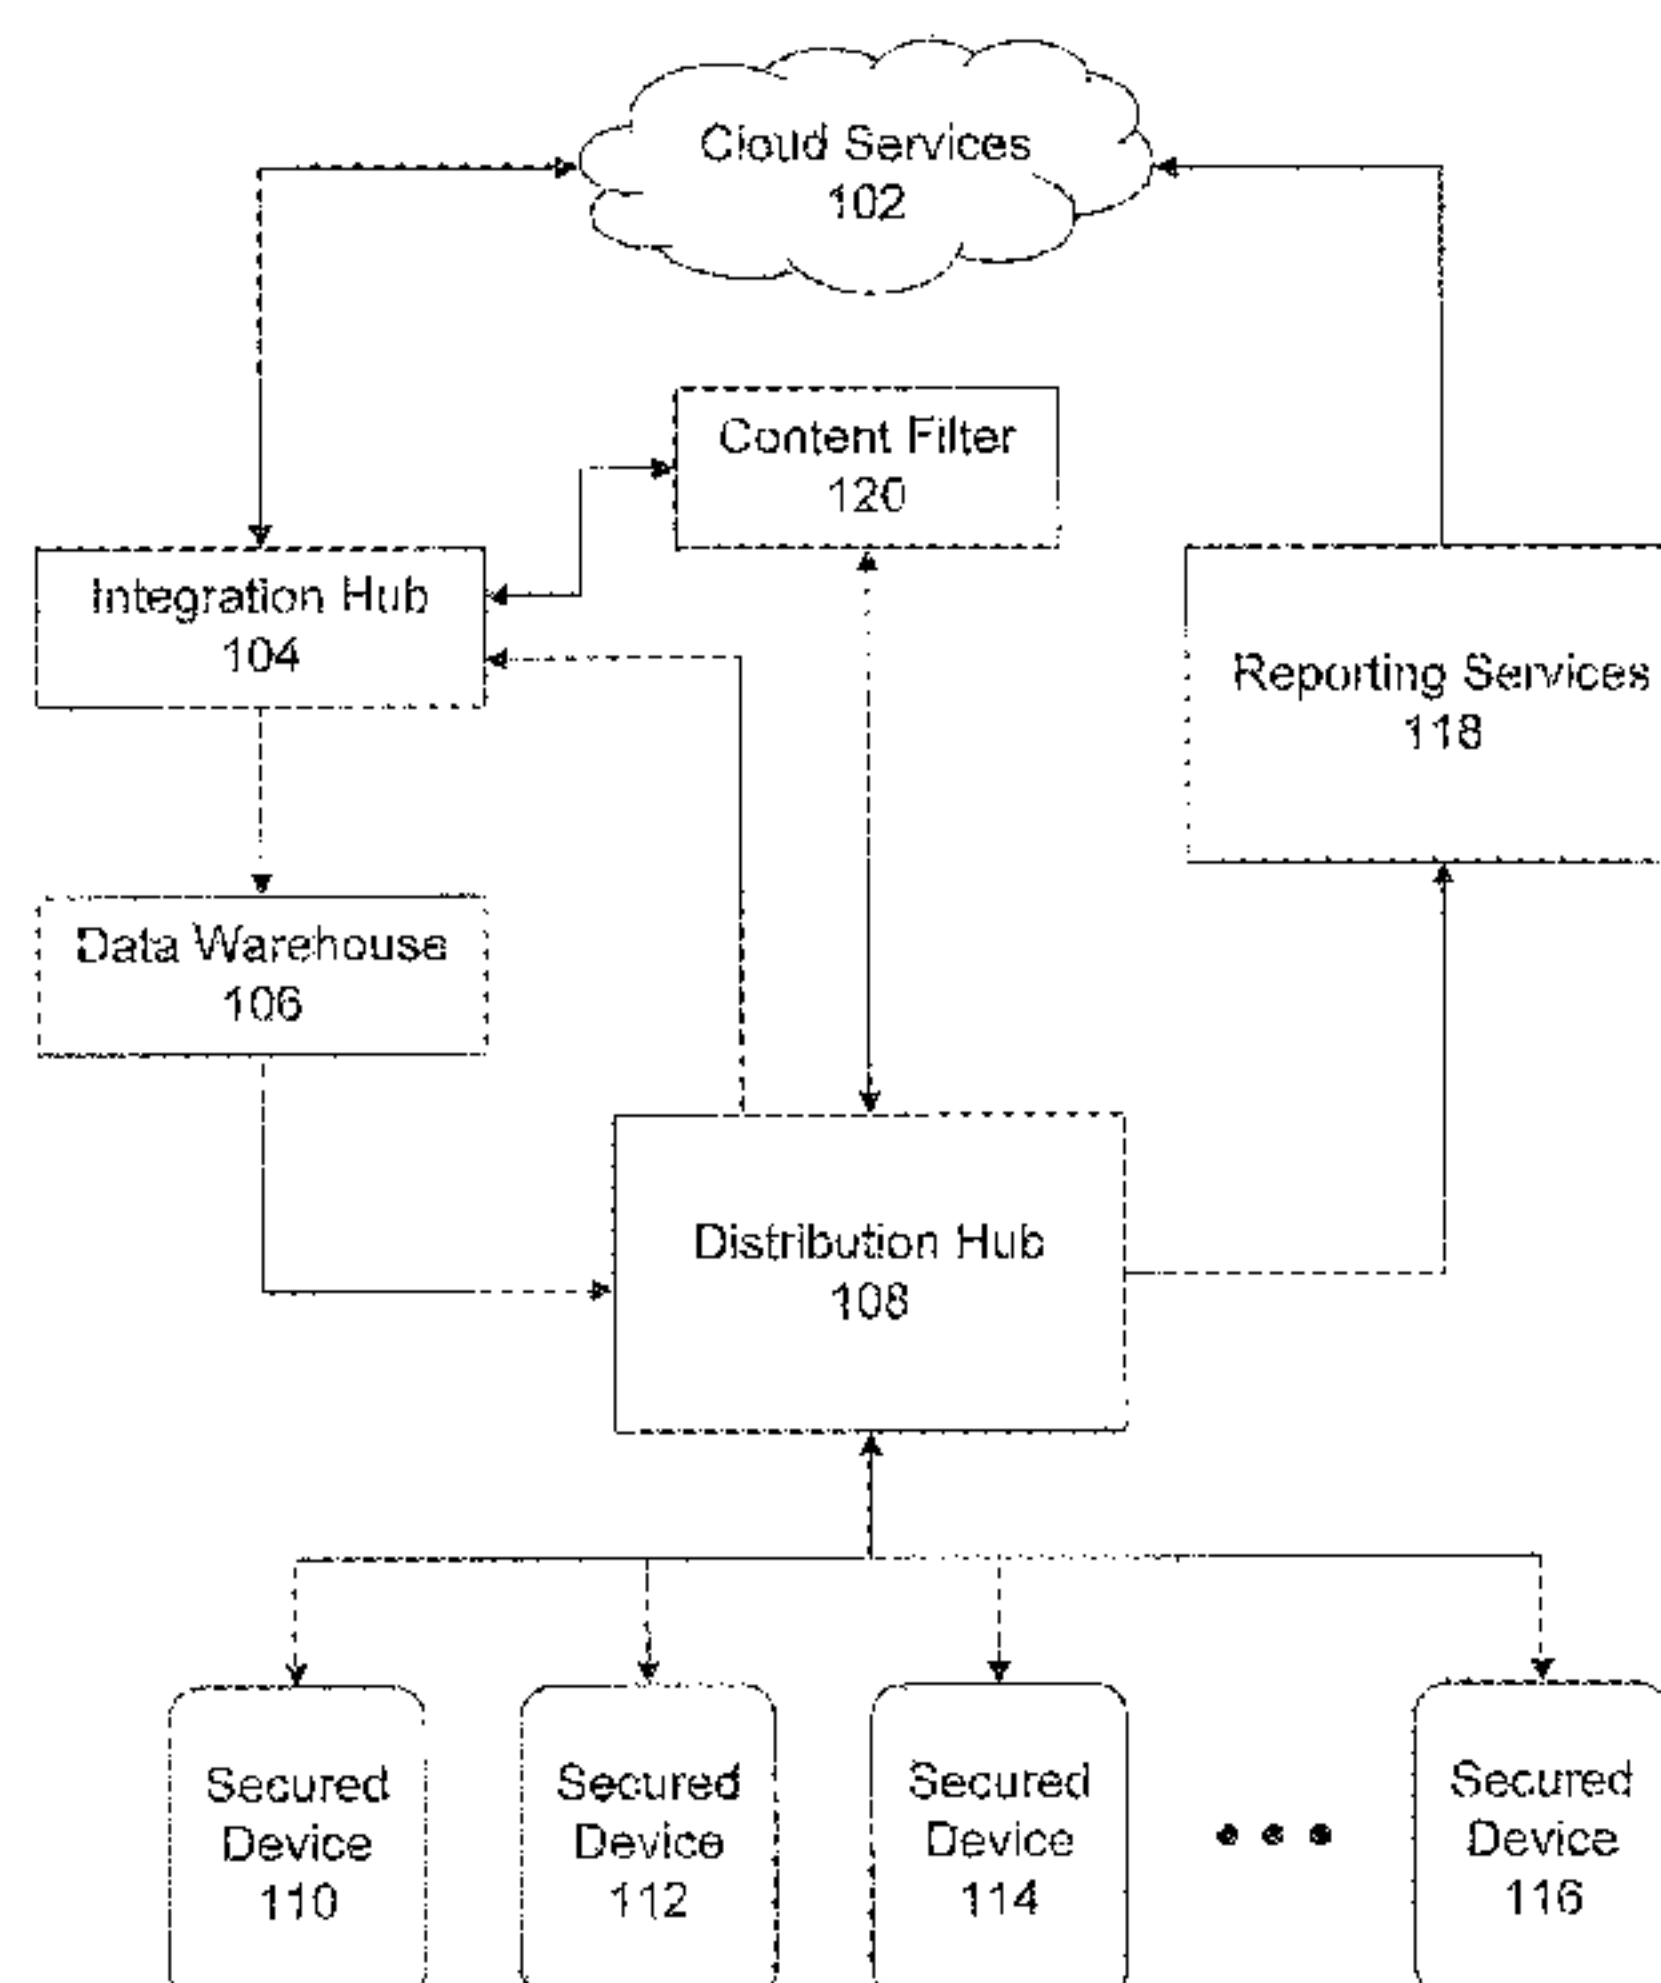 Cloud Services
102
Content Filter
120
Integration Hub
104
Reporting Services
118
Data Warehouse
106
Distribution Hub
108
Secured
Device
110
Secured
Device
112
Secured
Device
114
Secured
Device
116